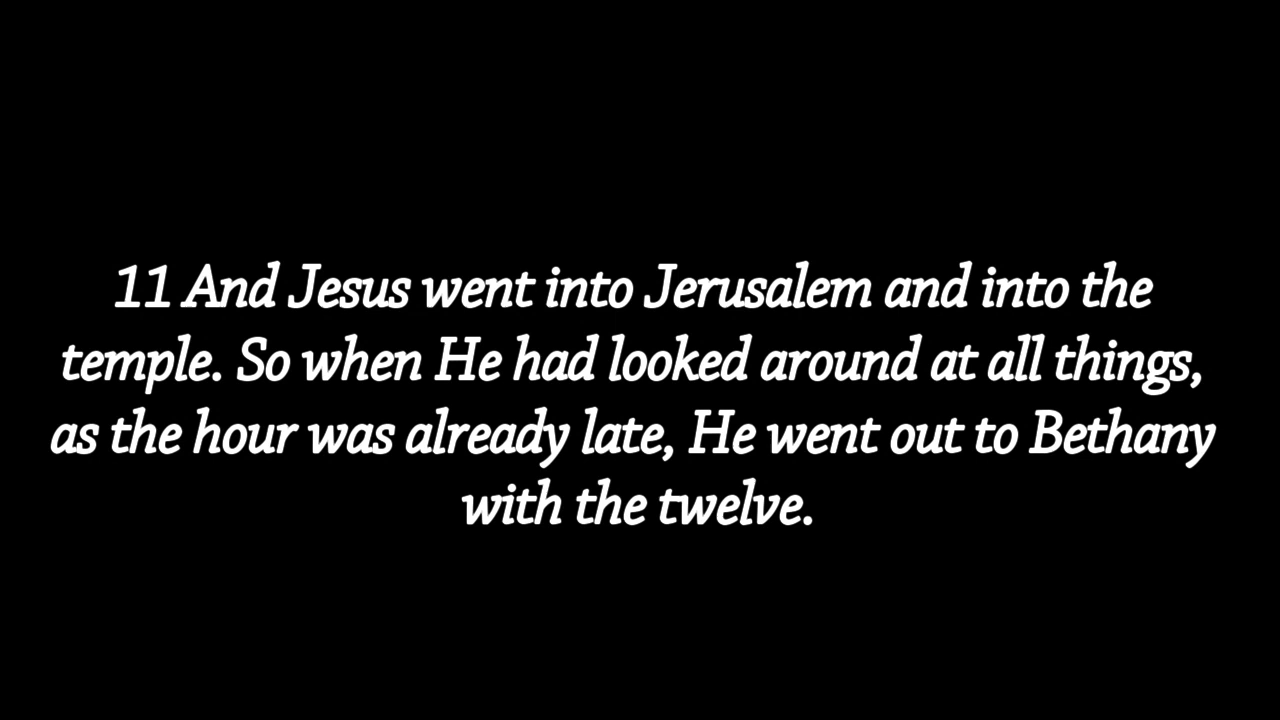 11 And Jesus went into Jerusalem and into the
temple. So when He had looked around at all things,
as the hour was already late, He went out to Bethany
with the twelve.